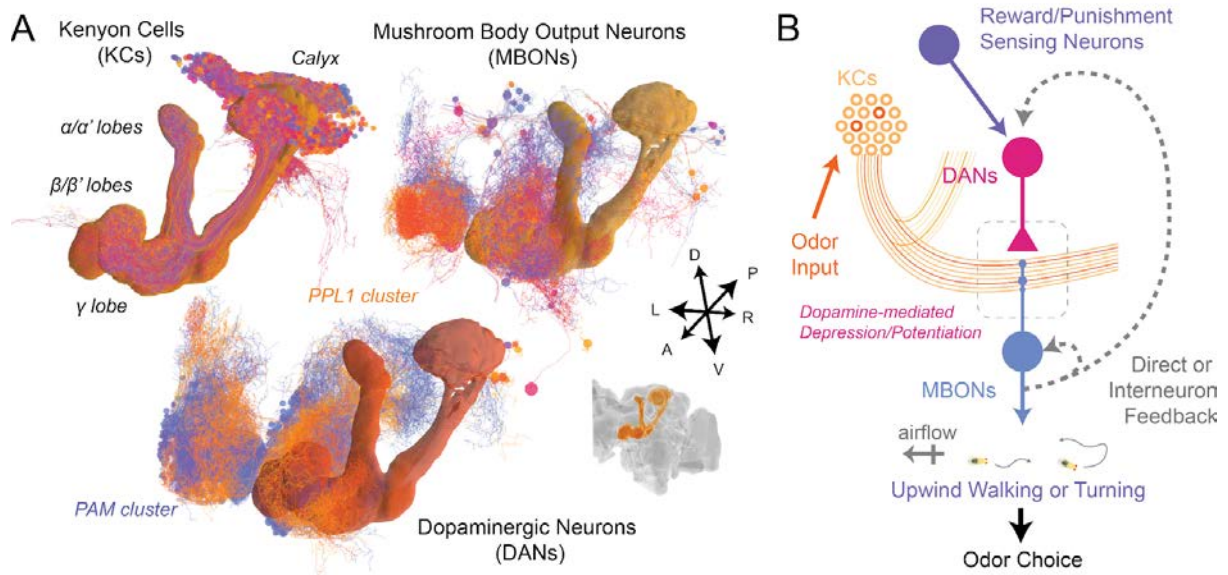 A
Kenyon Cells
(KCs)
Calyx
α/α' lobes
β/β' lobes
γ lobe
Mushroom Body Output Neurons
(MBONs)
D
P
L
R
A
V
PPL1 cluster
PAM cluster
Dopaminergic Neurons
(DANs)
B
Reward/Punishment
Sensing Neurons
KCs
DANs
Odor
Input
Dopamine-mediated
Depression/Potentiation
MBONs
Direct or
Interneuron
Feedback
airflow
Upwind Walking or Turning
Odor Choice